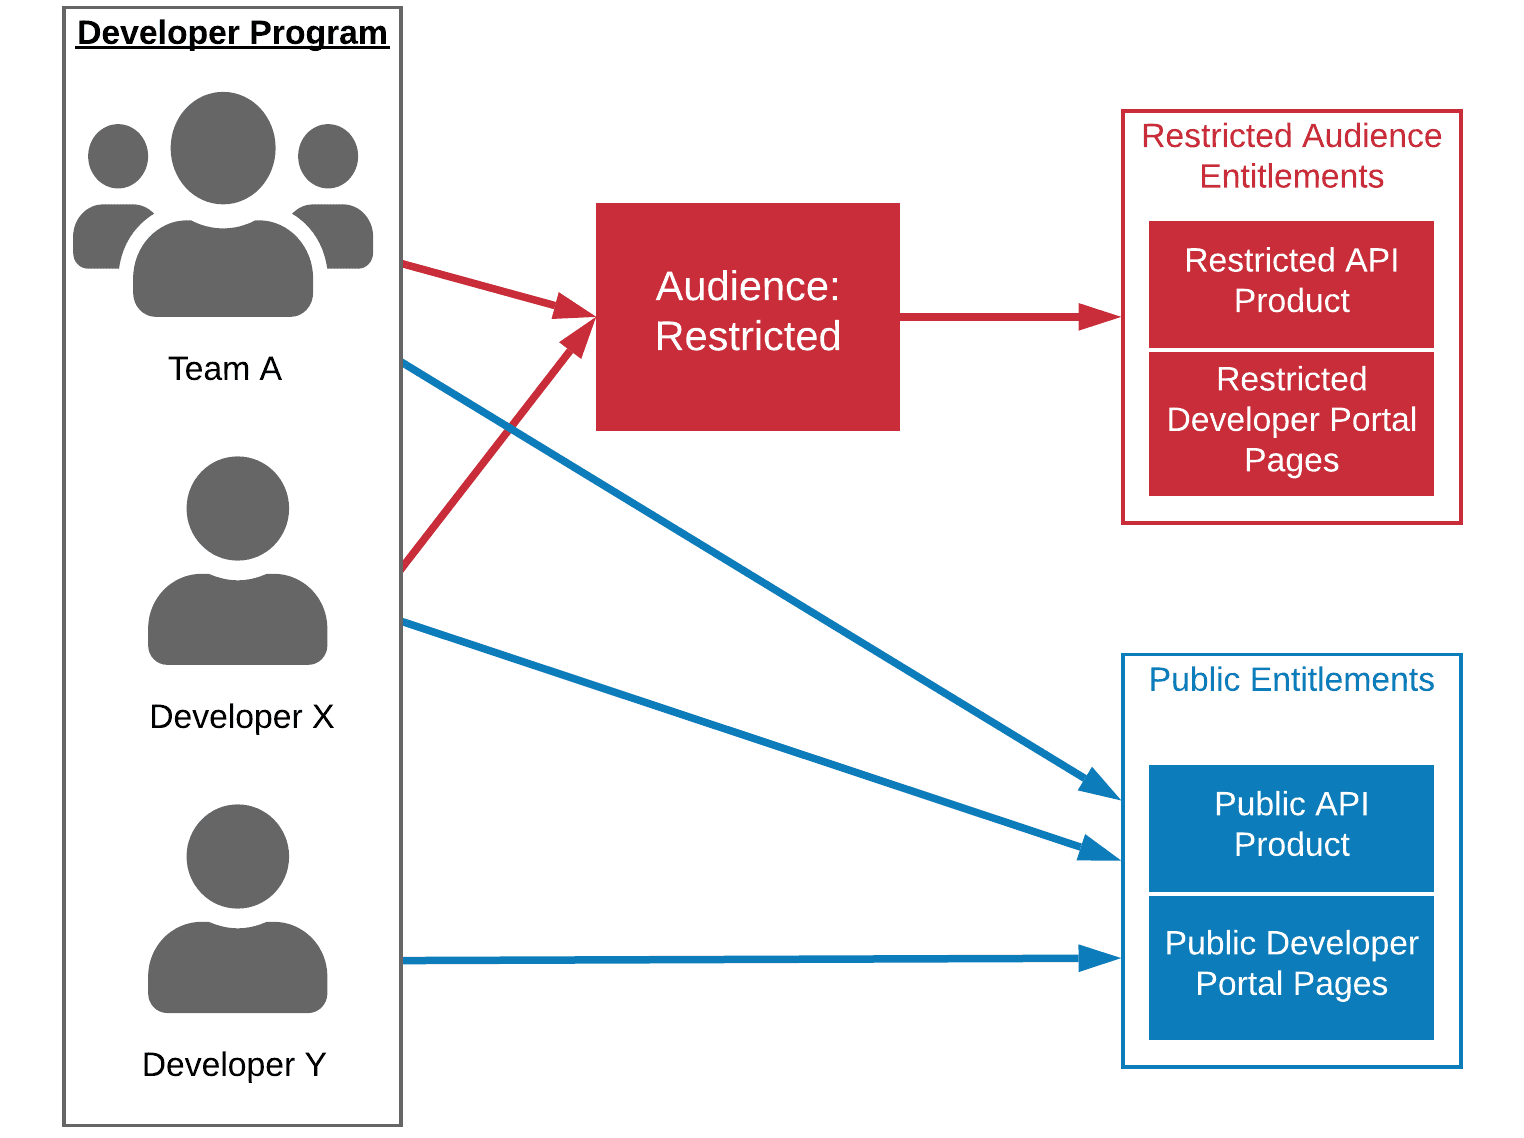 Developer Program
Team A
Developer X
Developer Y
Audience:
Restricted
Restricted Audience
Entitlements
Restricted API
Product
Restricted
Developer Portal
Pages
Public Entitlements
Public API
Product
Public Developer
Portal Pages